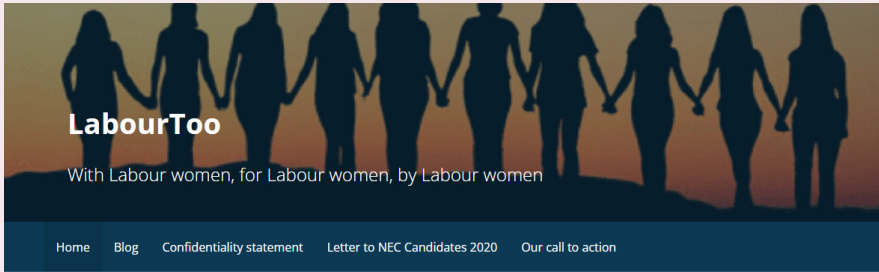 LabourToo
With Labour women, for Labour women, by Labour women
Home Blog Confidentiality statement Letter to NEC Candidates 2020 Our call to action